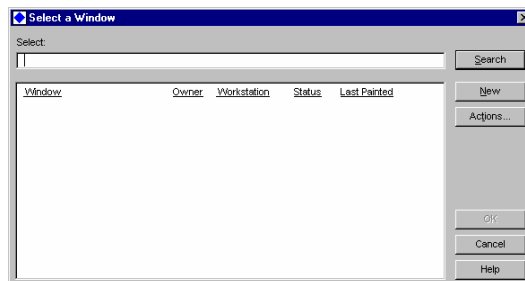 Select a Window
Select:
Search
Window Owner Workstation Status Last Painted
New
Actions...
OK
Cancel
Help